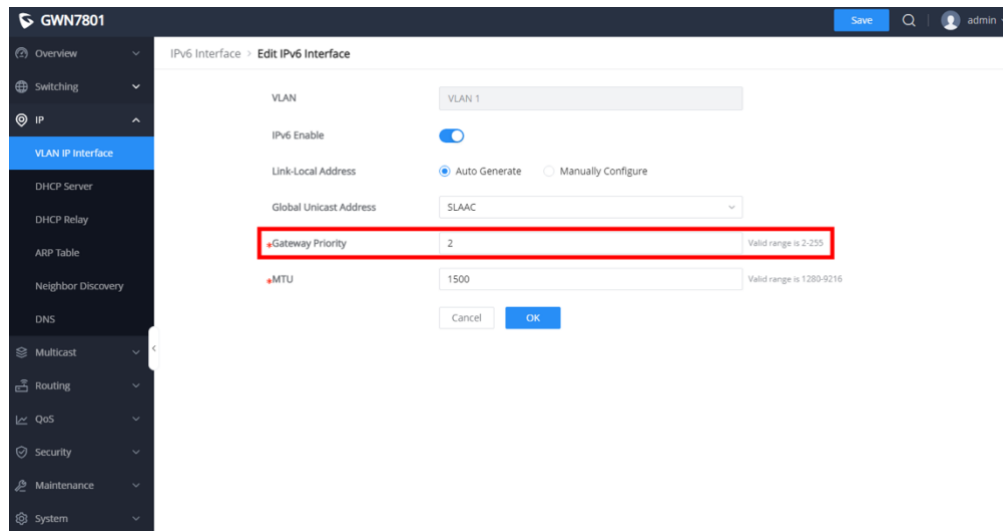 GWN7801
Save
admin
Overview
Switching
IP
VLAN IP Interface
DHCP Server
DHCP Relay
ARP Table
Neighbor Discovery
DNS
Multicast
Routing
QoS
Security
Maintenance
System
IPv6 Interface > Edit IPv6 Interface
VLAN VLAN 1
IPv6 Enable
Link-Local Address Auto Generate Manually Configure
Global Unicast Address SLAAC
*Gateway Priority 2 Valid range is 2-255
*MTU 1500 Valid range is 1280-9216
Cancel OK